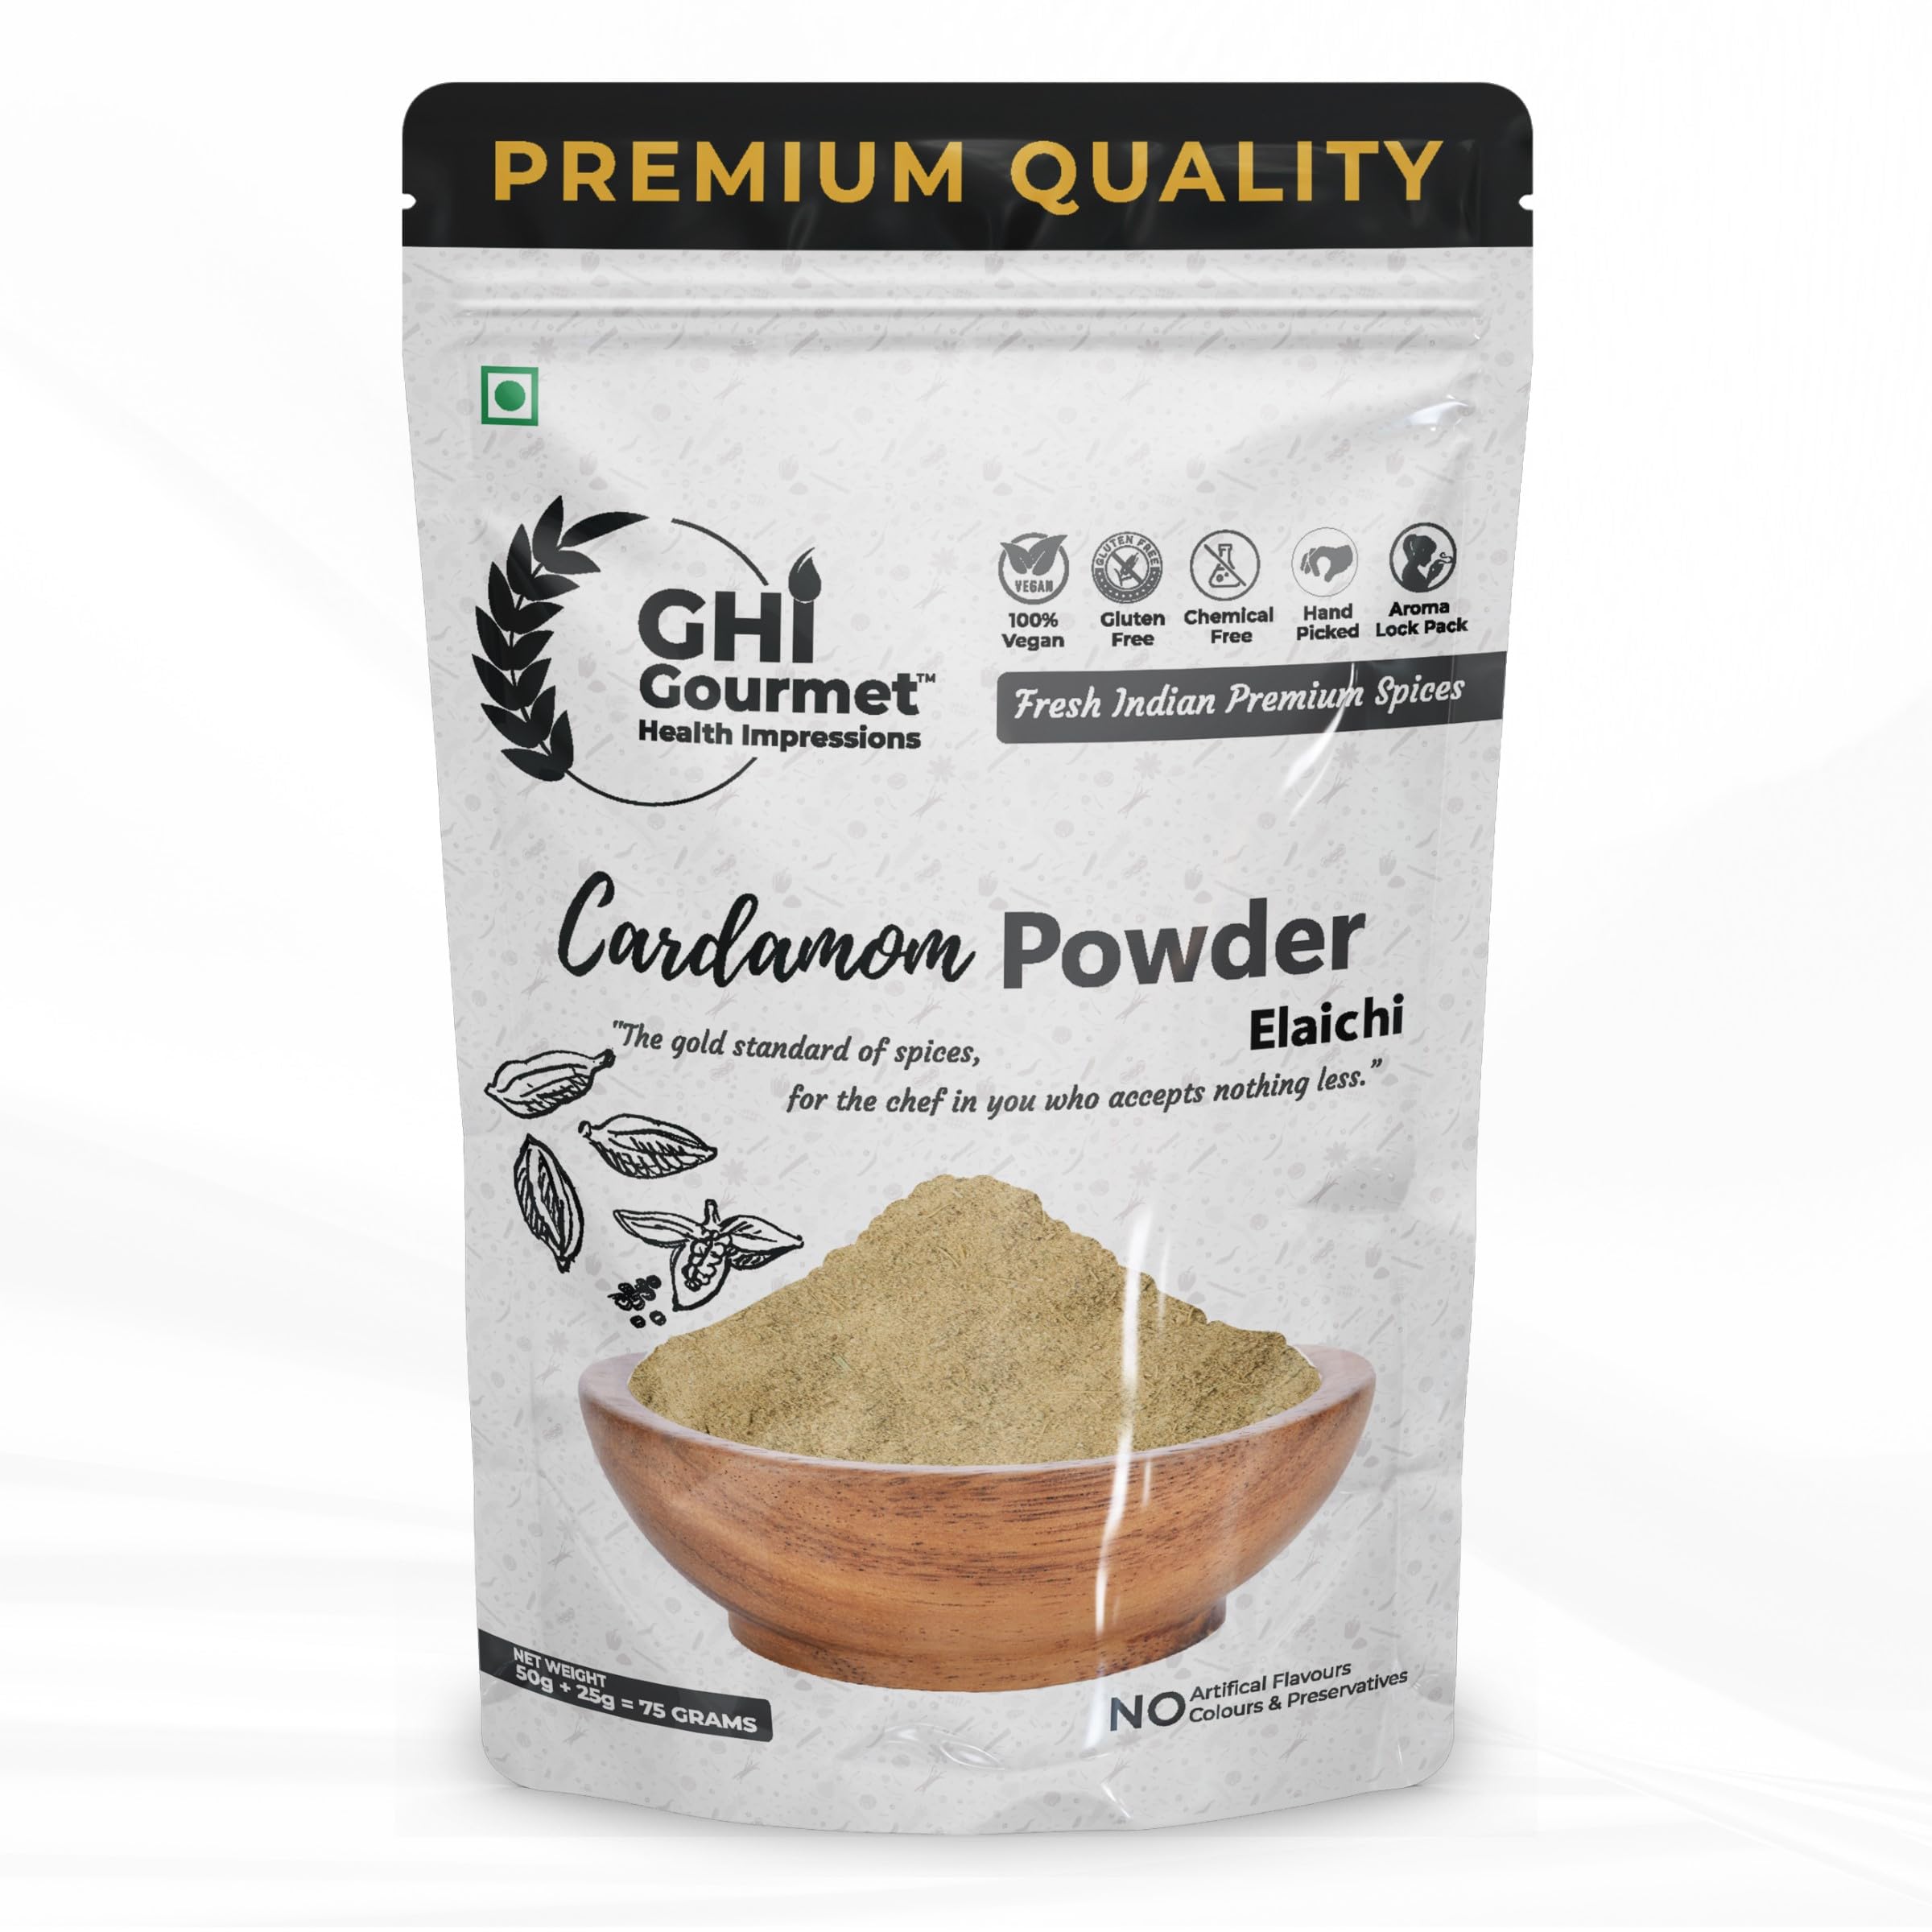 PREMIUM QUALITY
GHi
Gourmet™
Health Impressions
VEGAN
100%
Vegan
GLUTEN FREE
Gluten
Free
Chemical
Free
Hand
Picked
Aroma
Lock Pack
Fresh Indian Premium Spices
Cardamom Powder
Elaichi
"The gold standard of spices,
for the chef in you who accepts nothing less.”
NET WEIGHT
50g + 25g = 75 GRAMS
NO Artifical Flavours
Colours & Preservatives